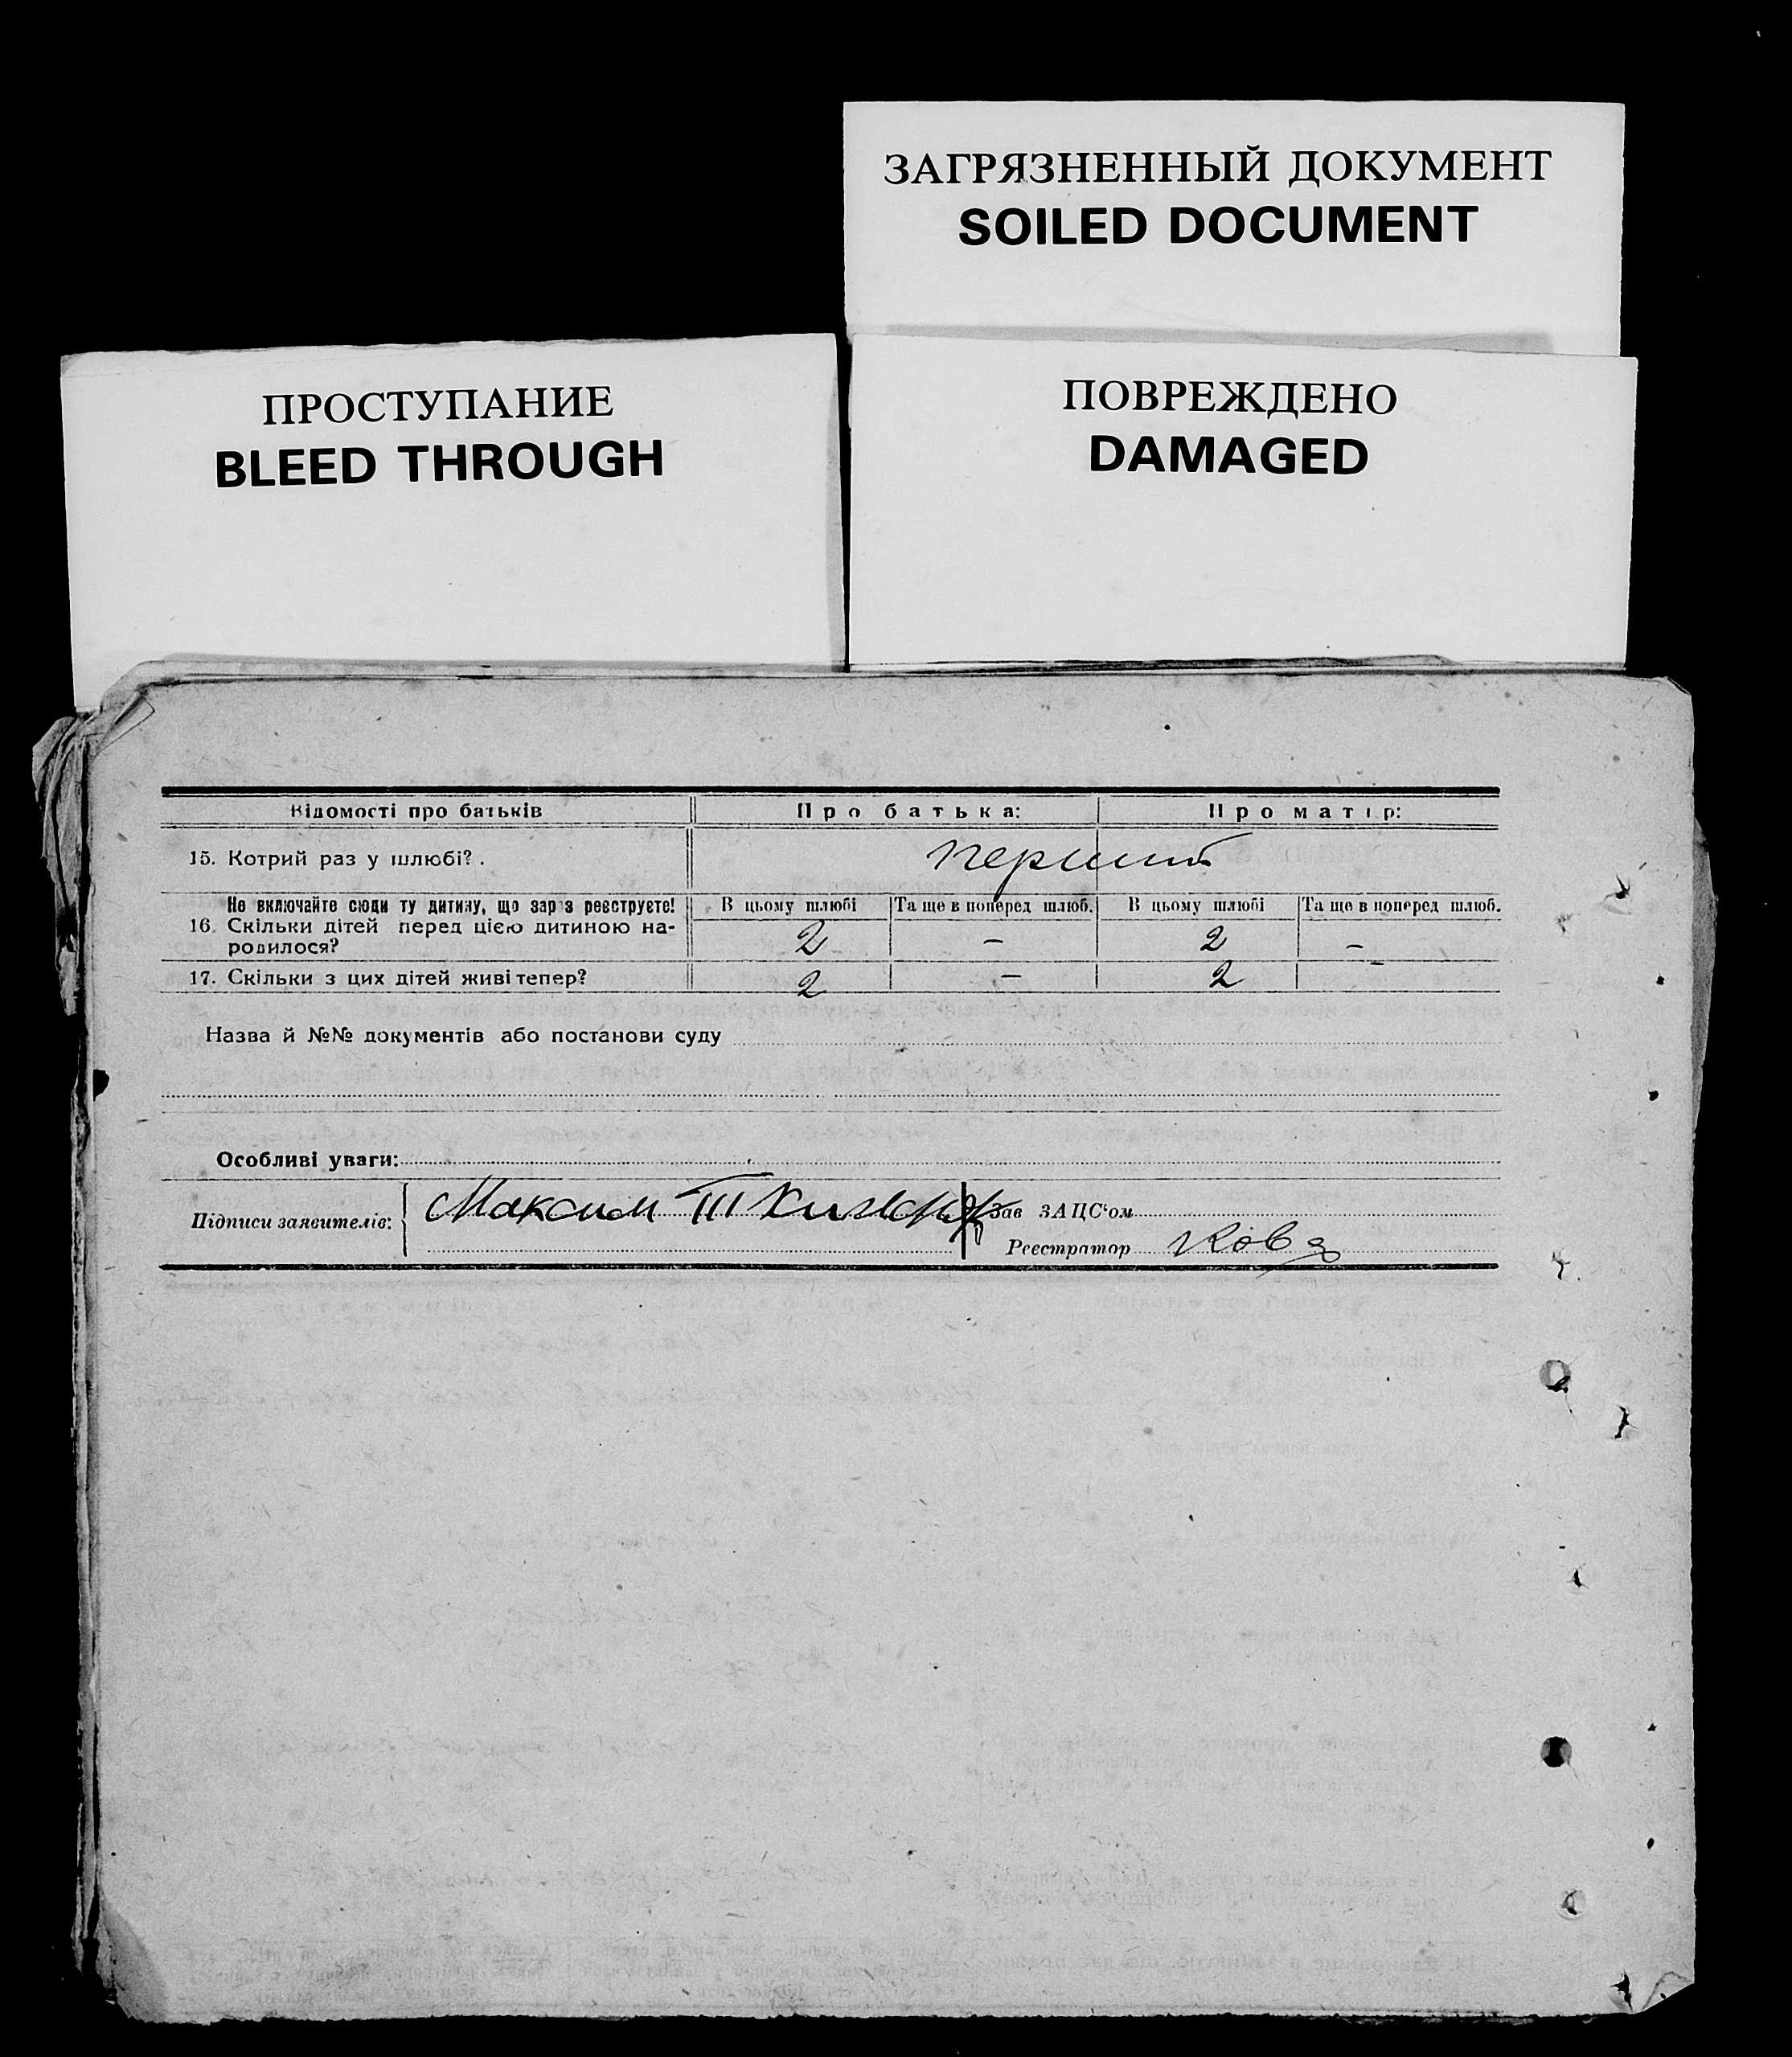 ЗАГРЯЗНЕННЫЙ ДОКУМЕНТ
SOILED DOCUMENT
ПРОСТУПАНИЕ
BLEED THROUGH
ПОВРЕЖДЕНО
DAMAGED
Відомості про батьків Про батька: Про матір:
15. Котрий раз у шлюбі?. перший
Не включайте сюди ту дитину, що зараз реєструєте! В цьому шлюбі Та ще в поперед шлюб. В цьому шлюбі Та ще в поперед шлюб.
16. Скільки дітей перед цією дитиною на- 2 — 2 —
родилося?
17. Скільки з цих дітей живі тепер? 2 — 2 —
Назва й №№ документів або постанови суду
Особливі уваги:
Підписи заявителів: Максим Зав ЗАЦС'ом
Реєстратор